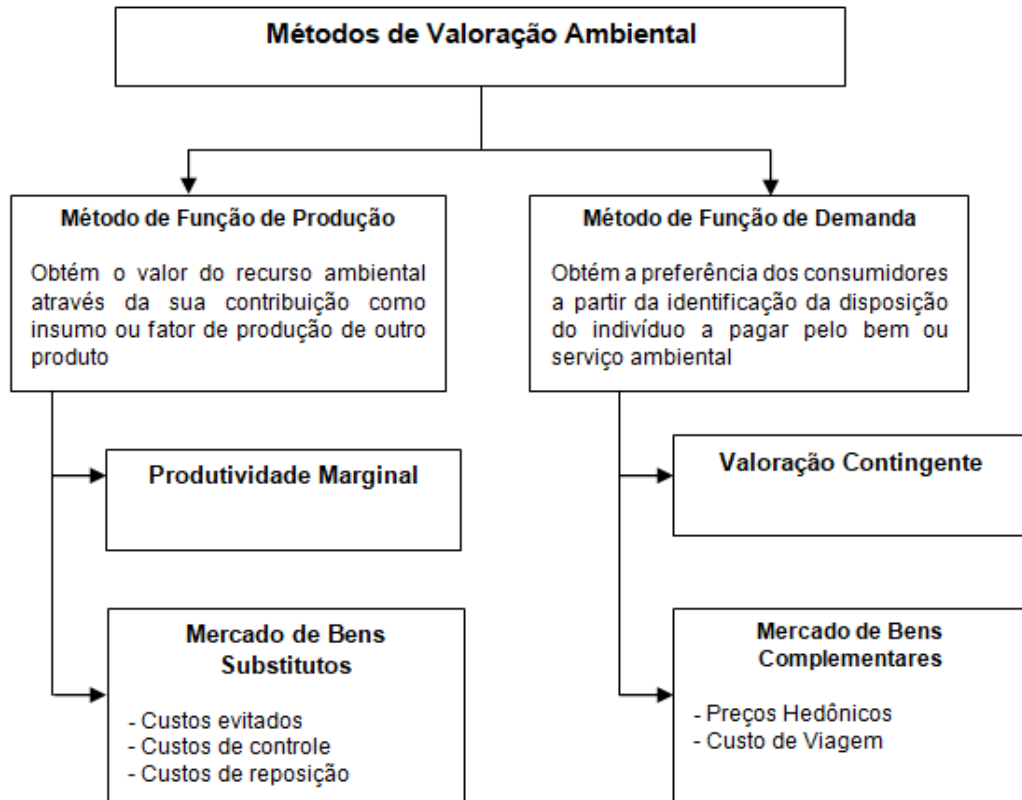 Métodos de Valoração Ambiental
Método de Função de Produção
Obtém o valor do recurso ambiental
através da sua contribuição como
insumo ou fator de produção de outro
produto
Método de Função de Demanda
Obtém a preferência dos consumidores
a partir da identificação da disposição
do indivíduo a pagar pelo bem ou
serviço ambiental
Produtividade Marginal
Valoração Contingente
Mercado de Bens
Substitutos
- Custos evitados
- Custos de controle
- Custos de reposição
Mercado de Bens
Complementares
- Preços Hedônicos
- Custo de Viagem